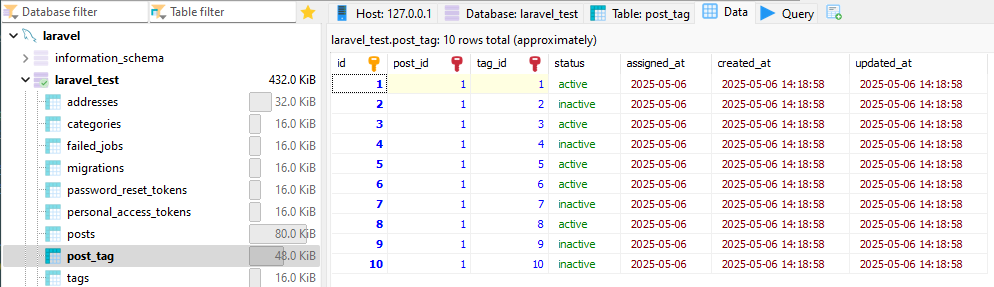 Database filter Table filter
Host: 127.0.0.1 Database: laravel_test Table: post_tag Data Query
laravel
information_schema
laravel_test 432.0 KiB
addresses 32.0 KiB
categories 16.0 KiB
failed_jobs 16.0 KiB
migrations 16.0 KiB
password_reset_tokens 16.0 KiB
personal_access_tokens 16.0 KiB
posts 80.0 KiB
post_tag 48.0 KiB
tags 16.0 KiB
laravel_test.post_tag: 10 rows total (approximately)
id post_id tag_id status assigned_at created_at updated_at
1 1 1 active 2025-05-06 2025-05-06 14:18:58 2025-05-06 14:18:58
2 1 2 inactive 2025-05-06 2025-05-06 14:18:58 2025-05-06 14:18:58
3 1 3 active 2025-05-06 2025-05-06 14:18:58 2025-05-06 14:18:58
4 1 4 inactive 2025-05-06 2025-05-06 14:18:58 2025-05-06 14:18:58
5 1 5 active 2025-05-06 2025-05-06 14:18:58 2025-05-06 14:18:58
6 1 6 active 2025-05-06 2025-05-06 14:18:58 2025-05-06 14:18:58
7 1 7 inactive 2025-05-06 2025-05-06 14:18:58 2025-05-06 14:18:58
8 1 8 active 2025-05-06 2025-05-06 14:18:58 2025-05-06 14:18:58
9 1 9 inactive 2025-05-06 2025-05-06 14:18:58 2025-05-06 14:18:58
10 1 10 inactive 2025-05-06 2025-05-06 14:18:58 2025-05-06 14:18:58